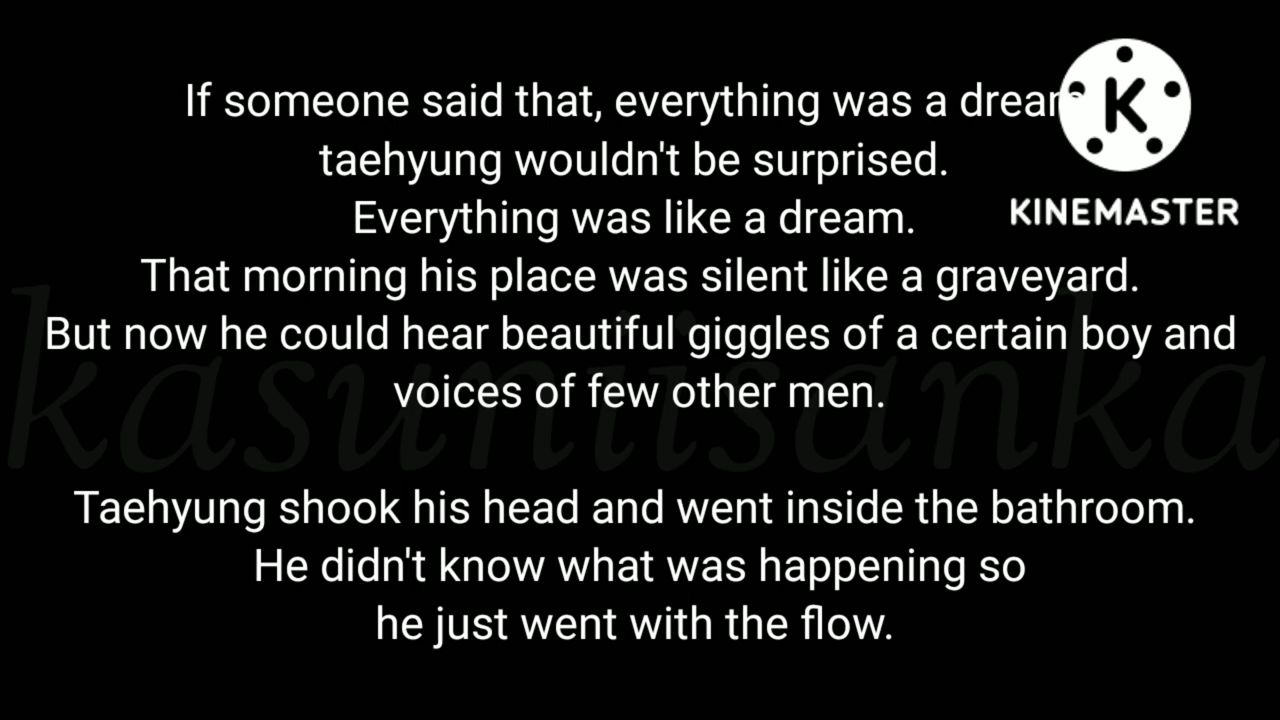 If someone said that, everything was a dream
taehyung wouldn't be surprised.
Everything was like a dream.
KINEMASTER
That morning his place was silent like a graveyard.
But now he could hear beautiful giggles of a certain boy and
voices of few other men.
kasuniisanka
Taehyung shook his head and went inside the bathroom.
He didn't know what was happening so
he just went with the flow.